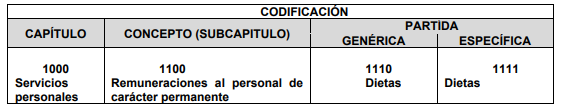 CODIFICACIÓN
CAPÍTULO CONCEPTO (SUBCAPITULO) PARTIDA
GENÉRICA ESPECÍFICA
1000 1100 1110 1111
Servicios Remuneraciones al personal de Dietas Dietas
personales carácter permanente